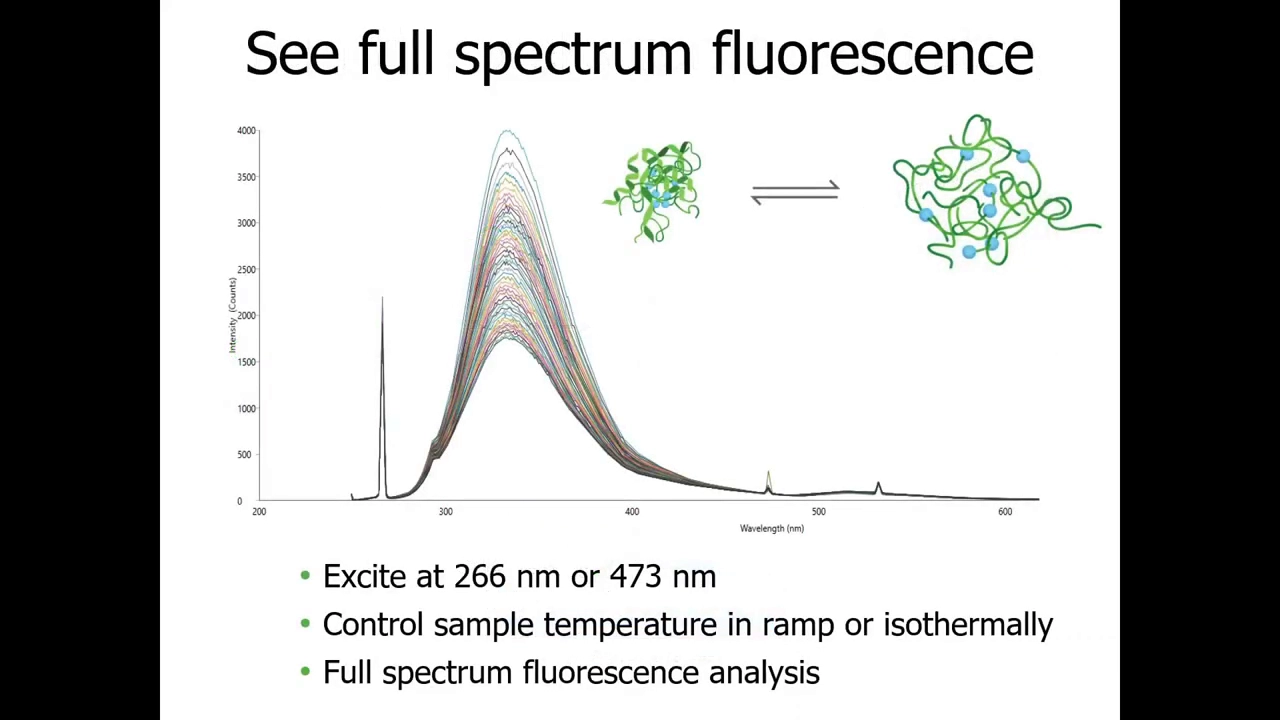 See full spectrum fluorescence
4000
3500
3000
2500
2000
1500
1000
500
0
Intensity (Counts)
200 300 400 500 600
Wavelength (nm)
• Excite at 266 nm or 473 nm
• Control sample temperature in ramp or isothermally
• Full spectrum fluorescence analysis